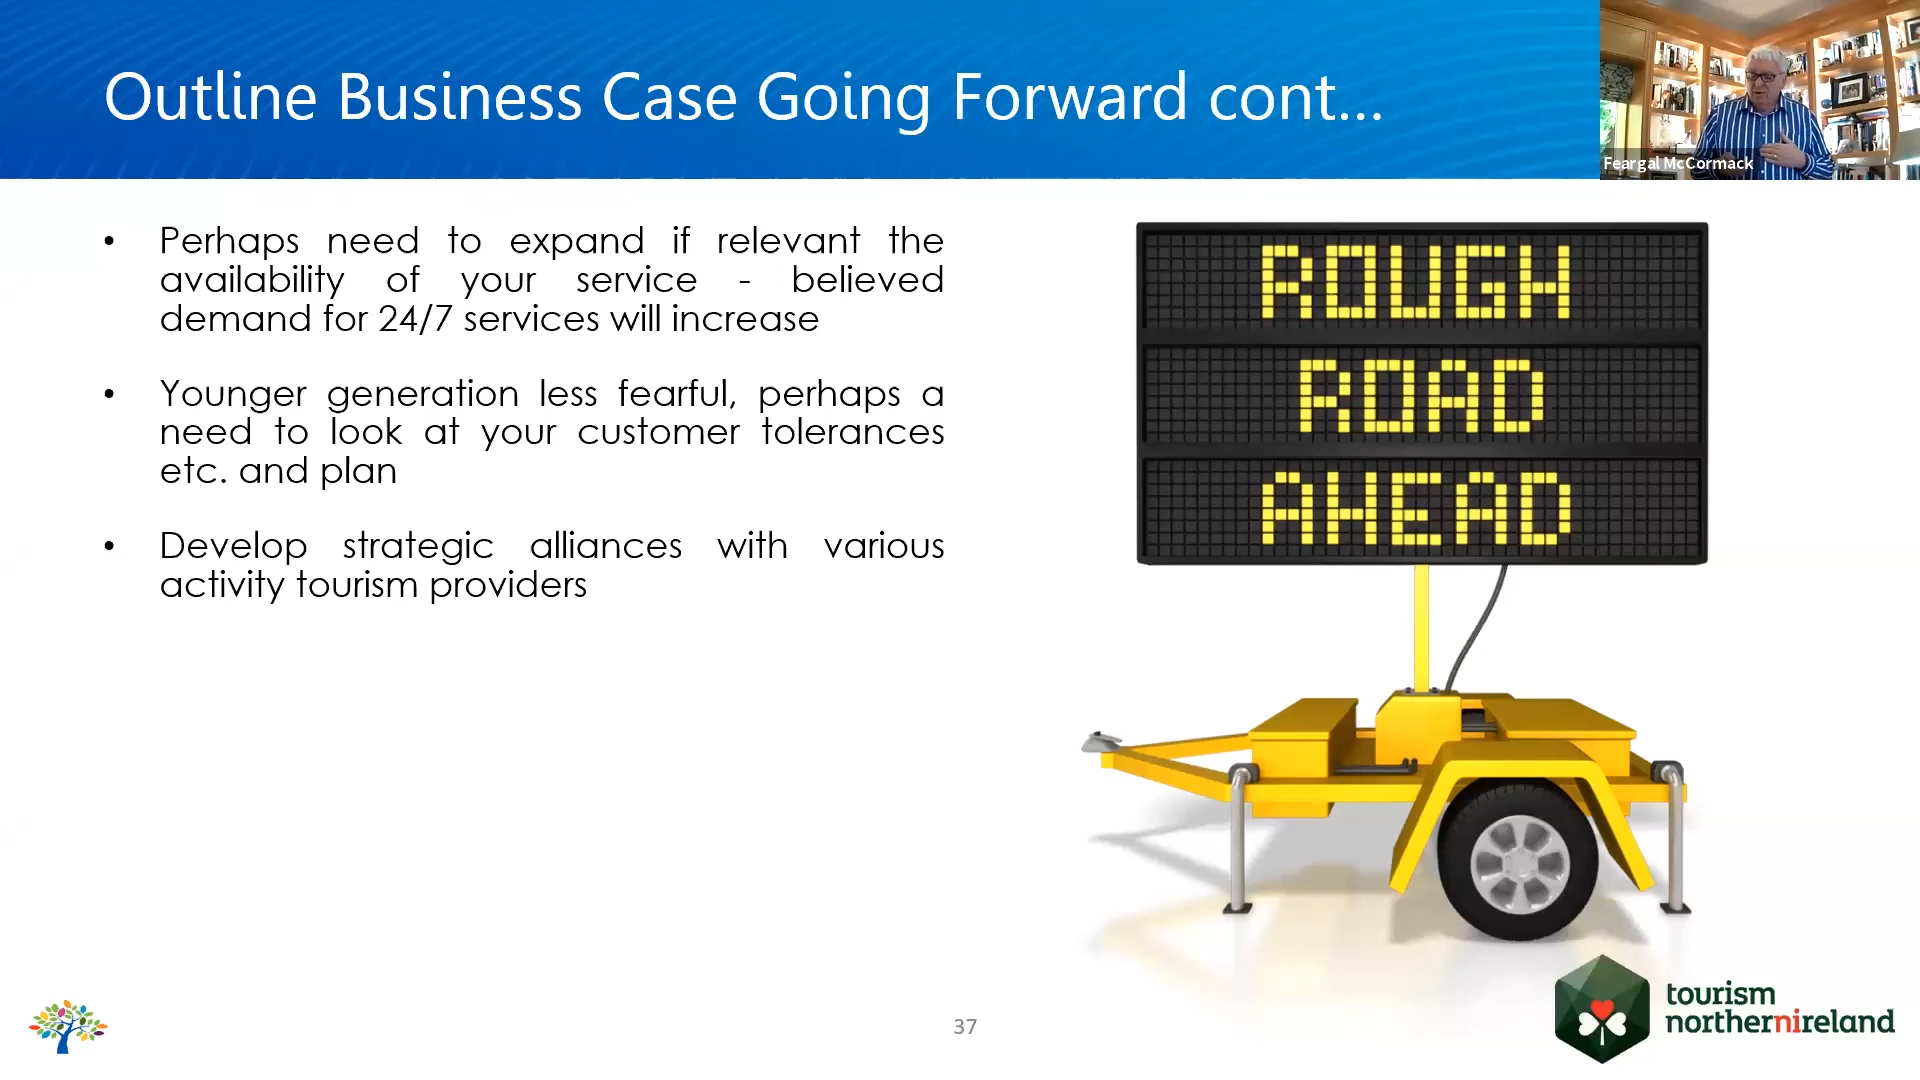 Outline Business Case Going Forward cont...
Feargal McCormack
• Perhaps need to expand if relevant the
availability of your service - believed
demand for 24/7 services will increase
• Younger generation less fearful, perhaps a
need to look at your customer tolerances
etc. and plan
• Develop strategic alliances with various
activity tourism providers
ROUGH
ROAD
AHEAD
37
tourism
northernireland